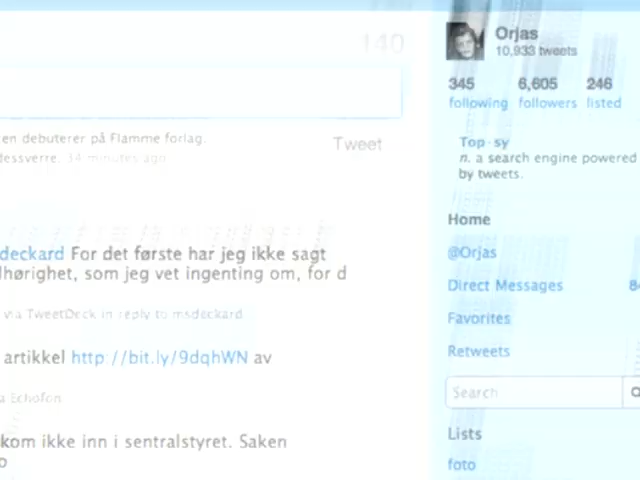 140
en debuterer på Flamme forlag.
Tweet
dessverre. 14 minutes ago
deckard For det første har jeg ikke sagt
lhørighet, som jeg vet ingenting om, for d
via TweetDeck in reply to msdeckard
artikkel http://bit.ly/9dqhWN av
a Echofon
kom ikke inn i sentralstyret. Saken
Orjas
10,933 tweets
345 6,605 246
following followers listed
Top·sy
n. a search engine powered
by tweets.
Home
@Orjas
Direct Messages 84
Favorites
Retweets
Search
Lists
foto